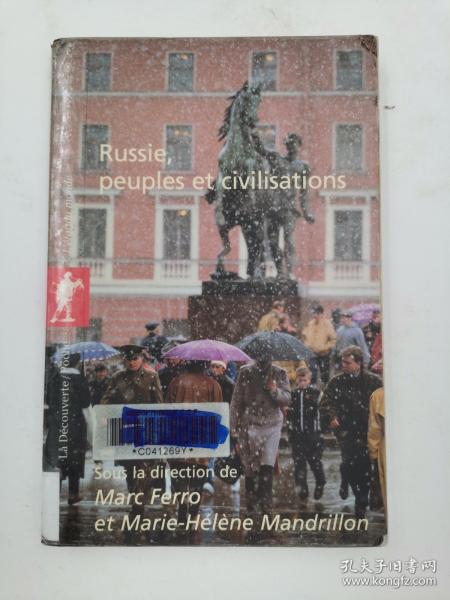 Russie,
peuples et civilisations
La Découverte/Poche
*C041269Y*
Sous la direction de
Marc Ferro
et Marie-Hélène Mandrillon
孔夫子旧书网
www.kongfz.com